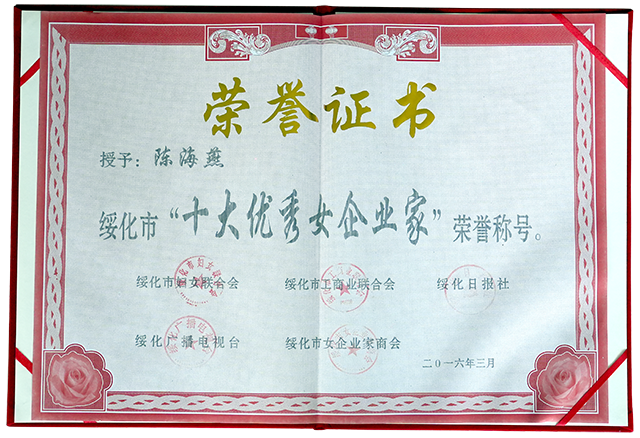 荣誉证书
授予：陈海燕
绥化市“十大优秀女企业家”荣誉称号。
绥化市妇女联合会 绥化市工商业联合会 绥化日报社
绥化广播电视台 绥化市女企业家商会
二〇一六年三月